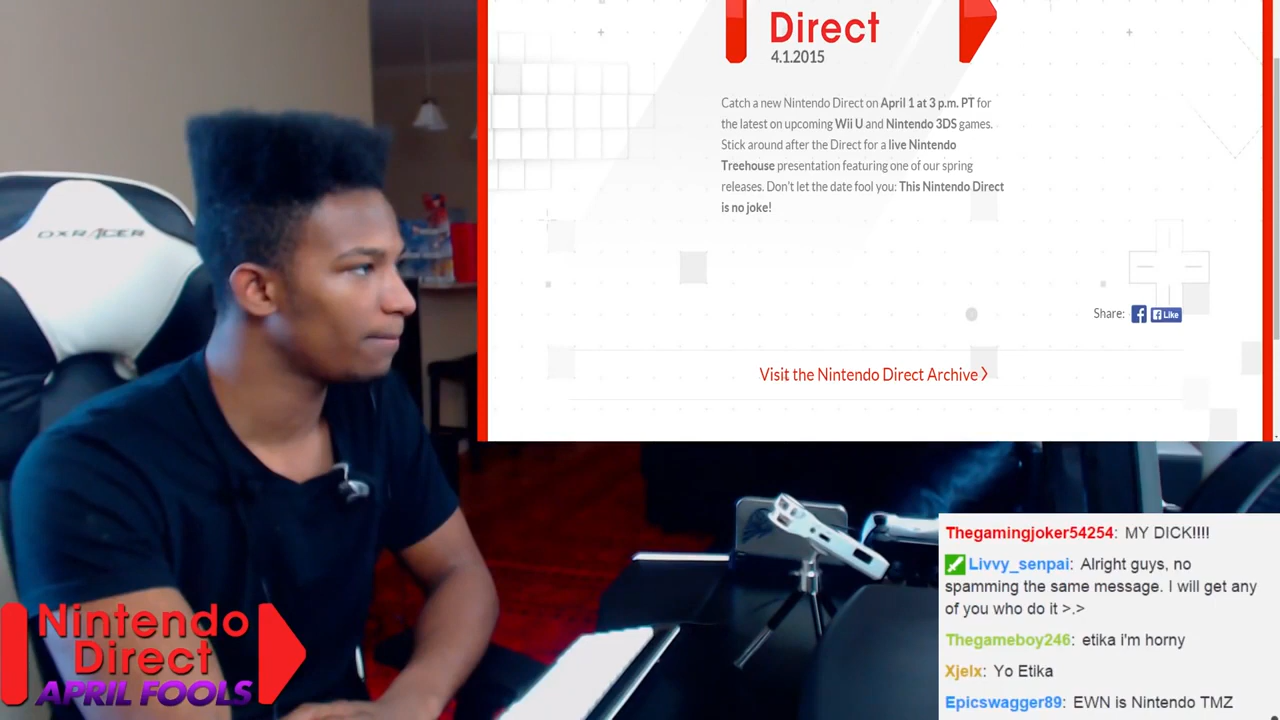 Direct
4.1.2015
Catch a new Nintendo Direct on April 1 at 3 p.m. PT for
the latest on upcoming Wii U and Nintendo 3DS games.
Stick around after the Direct for a live Nintendo
Treehouse presentation featuring one of our spring
releases. Don't let the date fool you: This Nintendo Direct
is no joke!
Share:
Like
Visit the Nintendo Direct Archive >
DXRACER
Nintendo
Direct
APRIL FOOLS
Thegamingjoker54254: MY DICK!!!!
Livvy_senpai: Alright guys, no
spamming the same message. I will get any
of you who do it >.>
Thegameboy246: etika i'm horny
Xjelx: Yo Etika
Epicswagger89: EWN is Nintendo TMZ